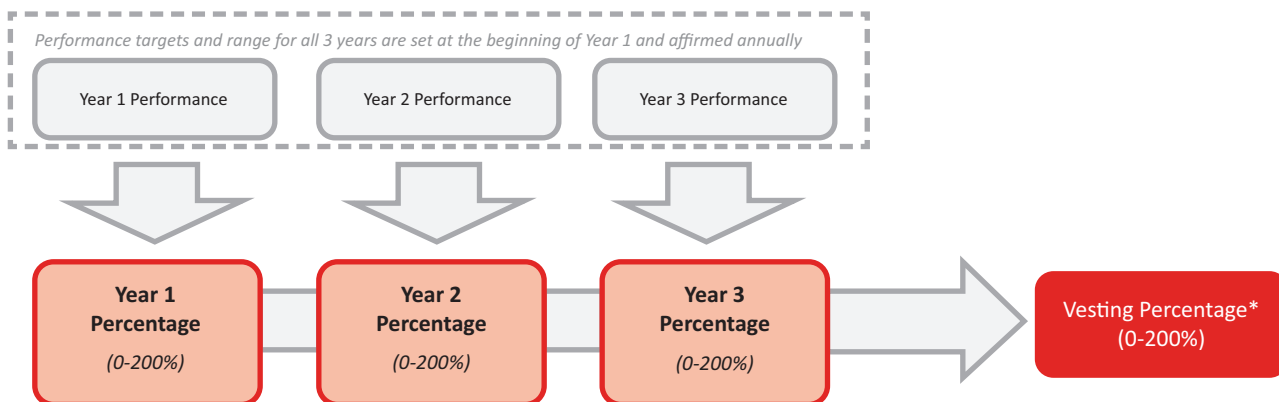 Performance targets and range for all 3 years are set at the beginning of Year 1 and affirmed annually
Year 1 Performance
Year 2 Performance
Year 3 Performance
Year 1
Percentage
(0-200%)
Year 2
Percentage
(0-200%)
Year 3
Percentage
(0-200%)
Vesting Percentage*
(0-200%)